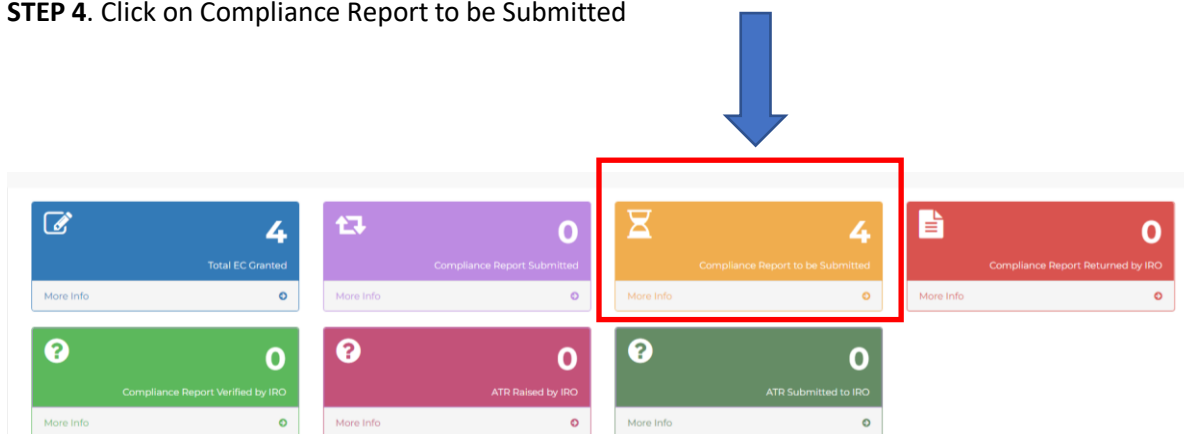 STEP 4. Click on Compliance Report to be Submitted
4
Total EC Granted
More Info
0
Compliance Report Submitted
More Info
4
Compliance Report to be Submitted
More Info
0
Compliance Report Returned by IRO
More Info
0
Compliance Report Verified by IRO
More Info
0
ATR Raised by IRO
More Info
0
ATR Submitted to IRO
More Info